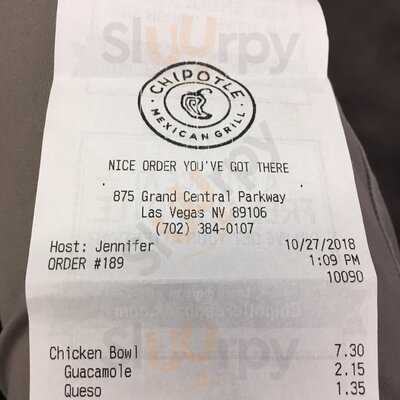 Sluurpy
CHIPOTLE
MEXICAN GRILL
NICE ORDER YOU'VE GOT THERE
875 Grand Central Parkway
Las Vegas NV 89106
(702) 384-0107
Host: Jennifer 10/27/2018
ORDER #189 1:09 PM
10090
Chicken Bowl 7.30
Guacamole 2.15
Queso 1.35